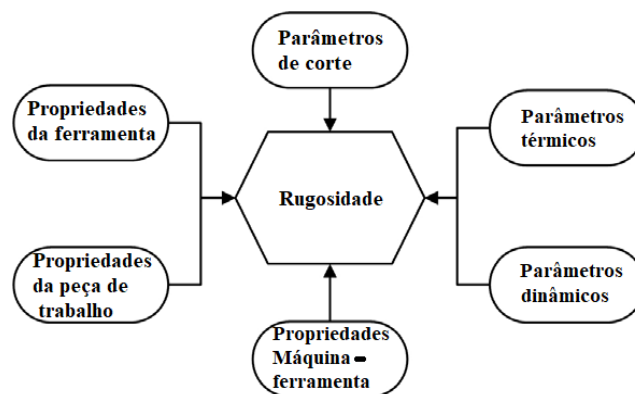 Parâmetros
de corte
Propriedades
da ferramenta
Parâmetros
térmicos
Rugosidade
Propriedades
da peça de
trabalho
Parâmetros
dinâmicos
Propriedades
Máquina-
ferramenta